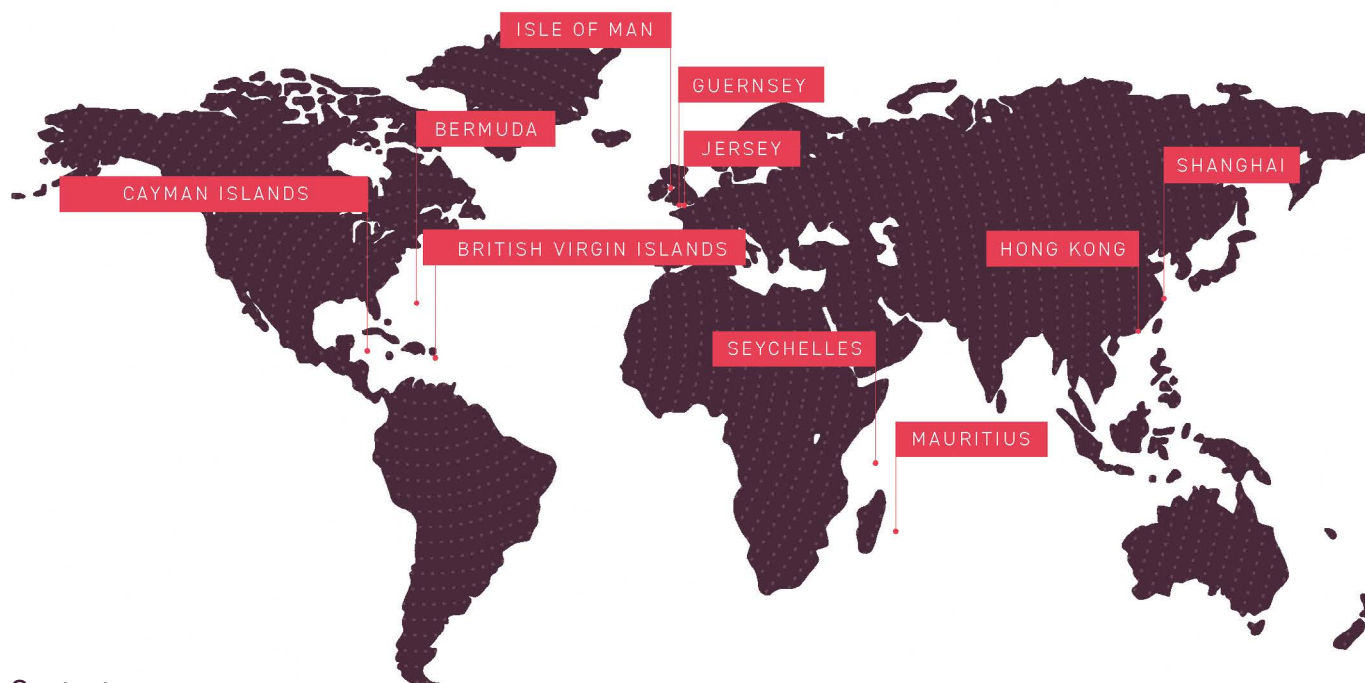 ISLE OF MAN
GUERNSEY
BERMUDA
JERSEY
SHANGHAI
CAYMAN ISLANDS
BRITISH VIRGIN ISLANDS
HONG KONG
SEYCHELLES
MAURITIUS